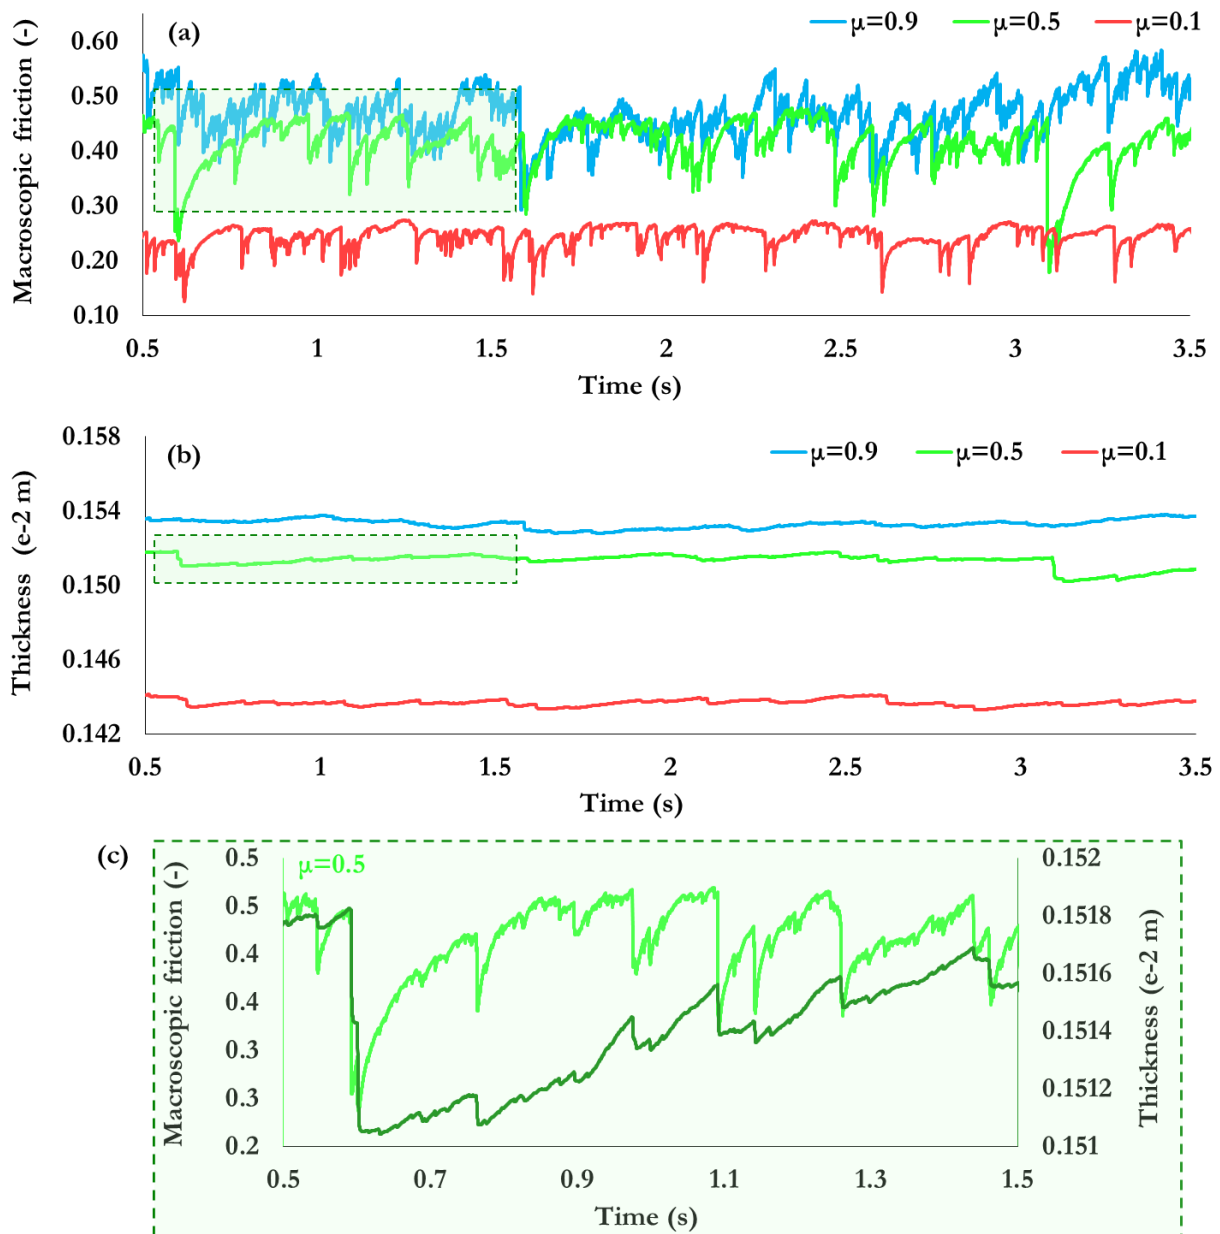 (a)
μ=0.9 μ=0.5 μ=0.1
Macroscopic friction (-)
0.60
0.50
0.40
0.30
0.20
0.10
0.5 1 1.5 2 2.5 3 3.5
Time (s)
(b)
μ=0.9 μ=0.5 μ=0.1
Thickness (e-2 m)
0.158
0.154
0.150
0.146
0.142
0.5 1 1.5 2 2.5 3 3.5
Time (s)
(c)
μ=0.5
Macroscopic friction (-)
0.5
0.5
0.4
0.4
0.3
0.3
0.2
0.152
0.1518
0.1516
0.1514
0.1512
0.151
Thickness (e-2 m)
0.5 0.7 0.9 1.1 1.3 1.5
Time (s)